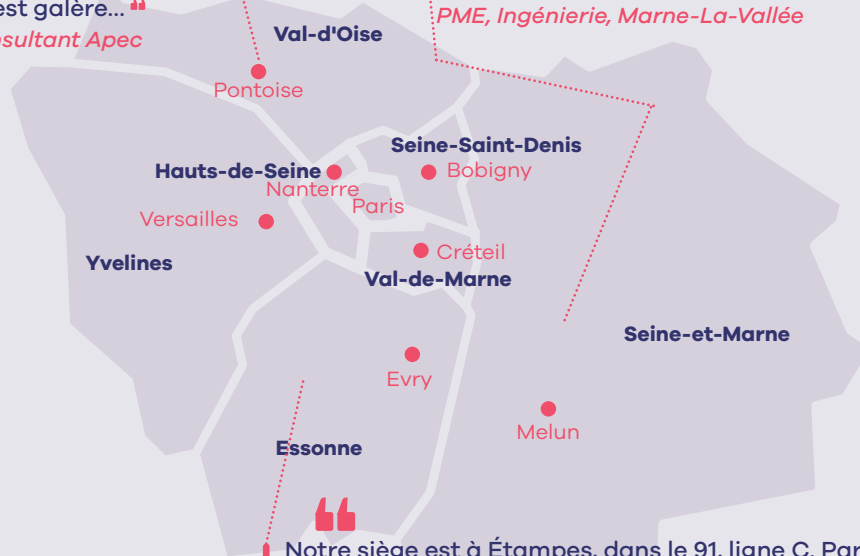 est galère... ❝
nsultant Apec
PME, Ingénierie, Marne-La-Vallée
Val-d'Oise
Pontoise
Seine-Saint-Denis
Hauts-de-Seine
Bobigny
Nanterre
Paris
Versailles
Créteil
Yvelines
Val-de-Marne
Seine-et-Marne
Evry
Melun
Essonne
❝
Notre siège est à Étampes, dans le 91, ligne C. Par